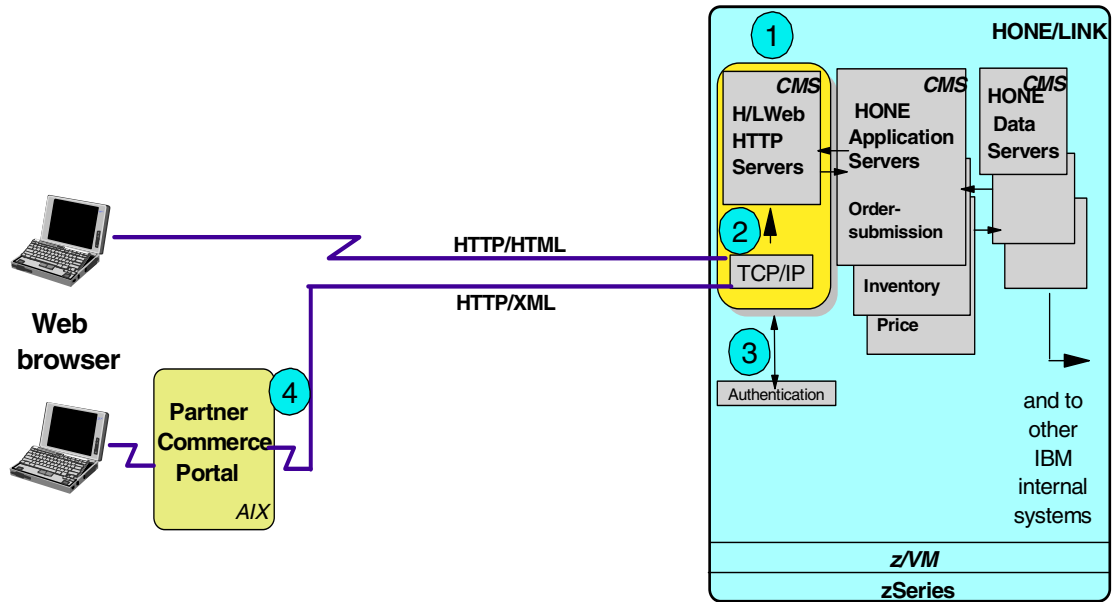 HONE/LINK
1
CMS
H/LWeb
HTTP
Servers
CMS
HONE
Application
Servers
Order-
submission
Inventory
Price
CMS
HONE
Data
Servers
2
TCP/IP
HTTP/HTML
HTTP/XML
3
Authentication
Web
browser
4
Partner
Commerce
Portal
AIX
and to
other
IBM
internal
systems
z/VM
zSeries